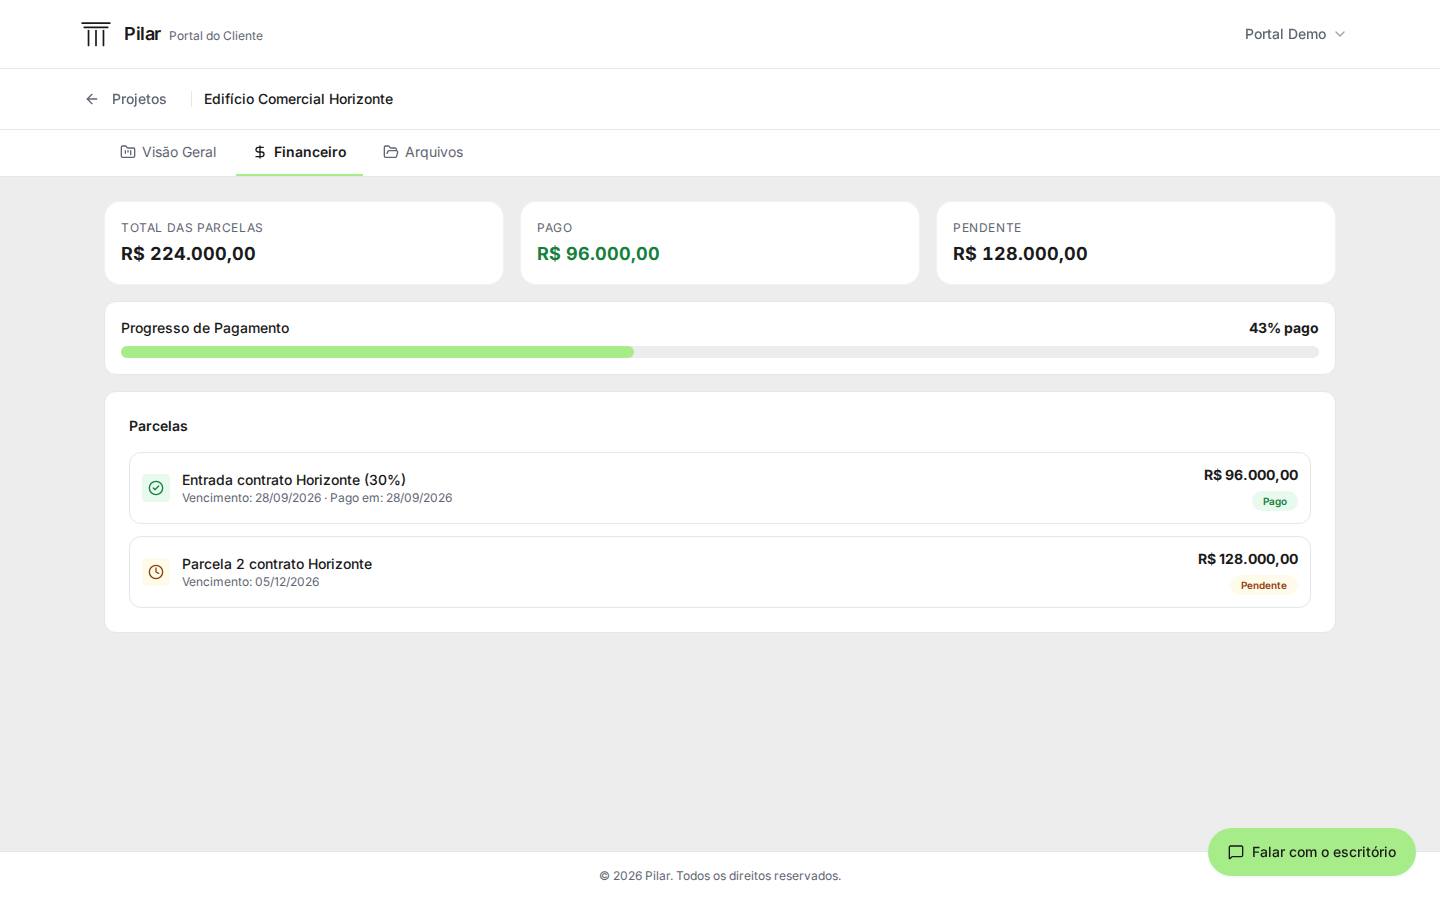 Pilar Portal do Cliente
Portal Demo
Projetos
Edifício Comercial Horizonte
Visão Geral
Financeiro
Arquivos
TOTAL DAS PARCELAS
R$ 224.000,00
PAGO
R$ 96.000,00
PENDENTE
R$ 128.000,00
Progresso de Pagamento
43% pago
Parcelas
Entrada contrato Horizonte (30%)
Vencimento: 28/09/2026 · Pago em: 28/09/2026
R$ 96.000,00
Pago
Parcela 2 contrato Horizonte
Vencimento: 05/12/2026
R$ 128.000,00
Pendente
Falar com o escritório
© 2026 Pilar. Todos os direitos reservados.